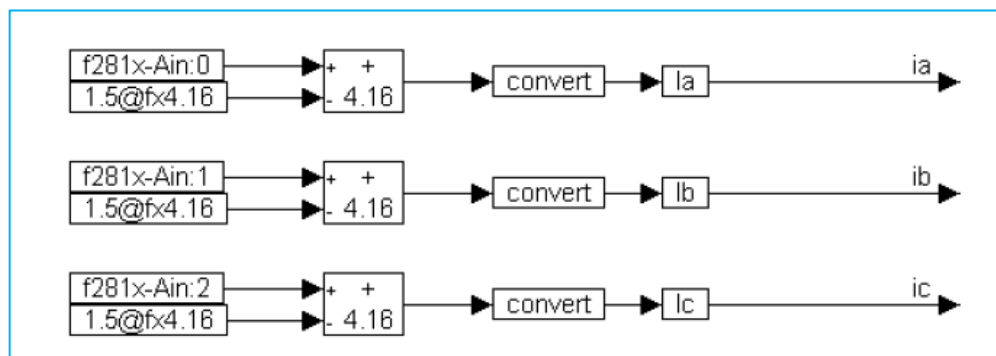 f281x-Ain:0
+ +
1.5@fx4.16
- 4.16
convert
Ia
ia
f281x-Ain:1
+ +
1.5@fx4.16
- 4.16
convert
Ib
ib
f281x-Ain:2
+ +
1.5@fx4.16
- 4.16
convert
Ic
ic